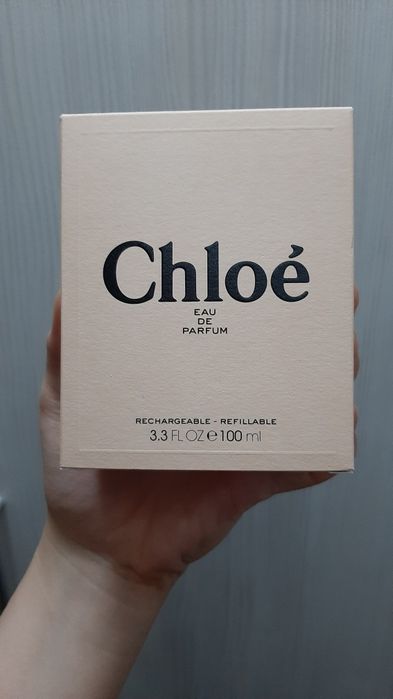 Chloé
EAU
DE
PARFUM
RECHARGEABLE - REFILLABLE
3.3 FL OZ ℮ 100 ml